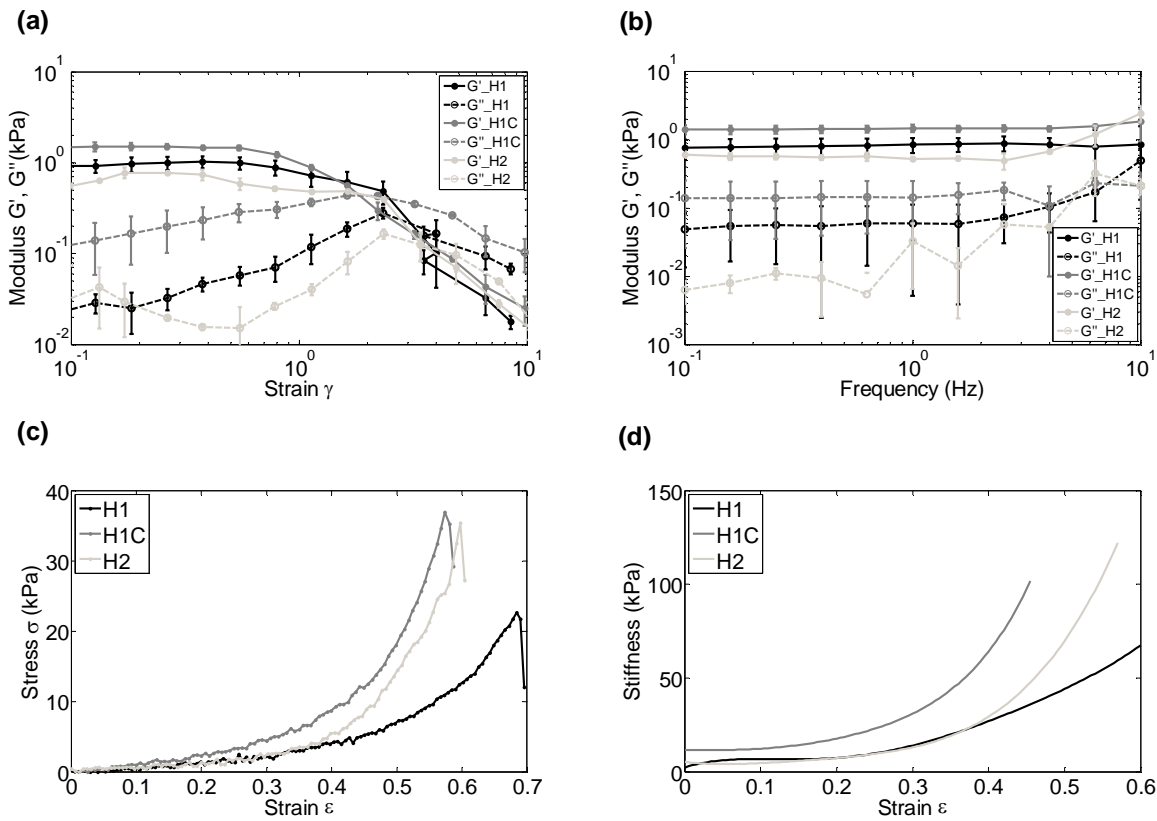 (a)
10^1
10^0
10^-1
10^-2
Modulus G', G''(kPa)
10^-1
10^0
10^1
Strain γ
G'_H1
G''_H1
G'_H1C
G''_H1C
G'_H2
G''_H2
(b)
10^1
10^0
10^-1
10^-2
10^-3
Modulus G', G''(kPa)
10^-1
10^0
10^1
Frequency (Hz)
G'_H1
G''_H1
G'_H1C
G''_H1C
G'_H2
G''_H2
(c)
40
30
20
10
0
Stress σ (kPa)
0 0.1 0.2 0.3 0.4 0.5 0.6 0.7
Strain ε
H1
H1C
H2
(d)
150
100
50
0
Stiffness (kPa)
0 0.1 0.2 0.3 0.4 0.5 0.6
Strain ε
H1
H1C
H2